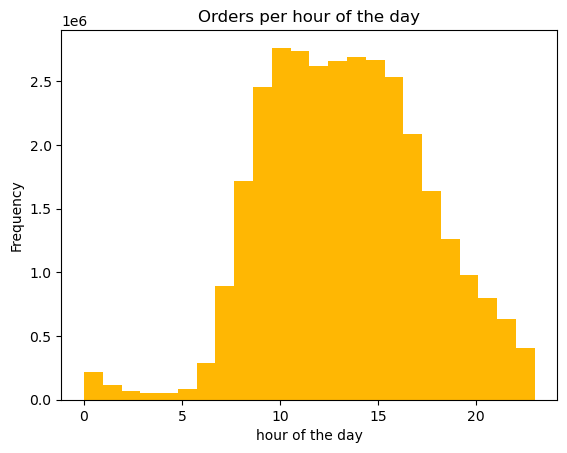 Orders per hour of the day
1e6
2.5
2.0
1.5
1.0
0.5
0.0
Frequency
0 5 10 15 20
hour of the day